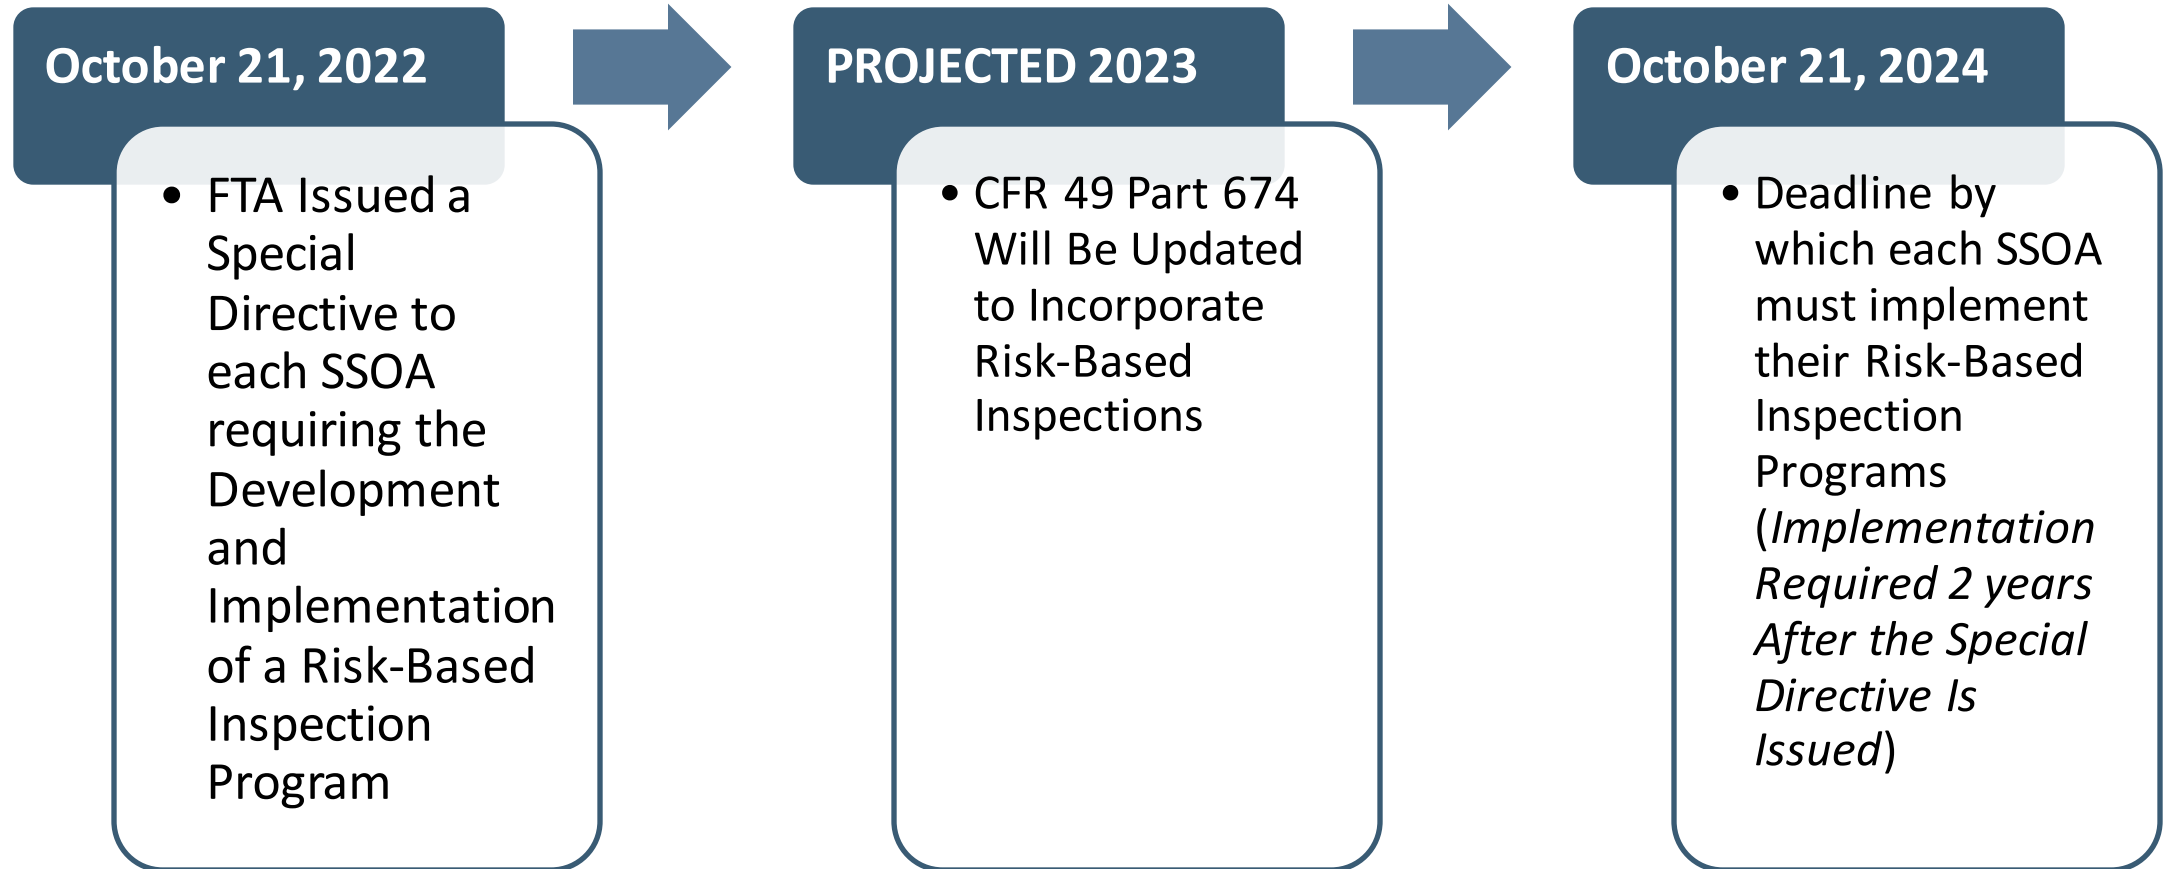 October 21, 2022
• FTA Issued a
Special
Directive to
each SSOA
requiring the
Development
and
Implementation
of a Risk-Based
Inspection
Program
PROJECTED 2023
• CFR 49 Part 674
Will Be Updated
to Incorporate
Risk-Based
Inspections
October 21, 2024
• Deadline by
which each SSOA
must implement
their Risk-Based
Inspection
Programs
(Implementation
Required 2 years
After the Special
Directive Is
Issued)